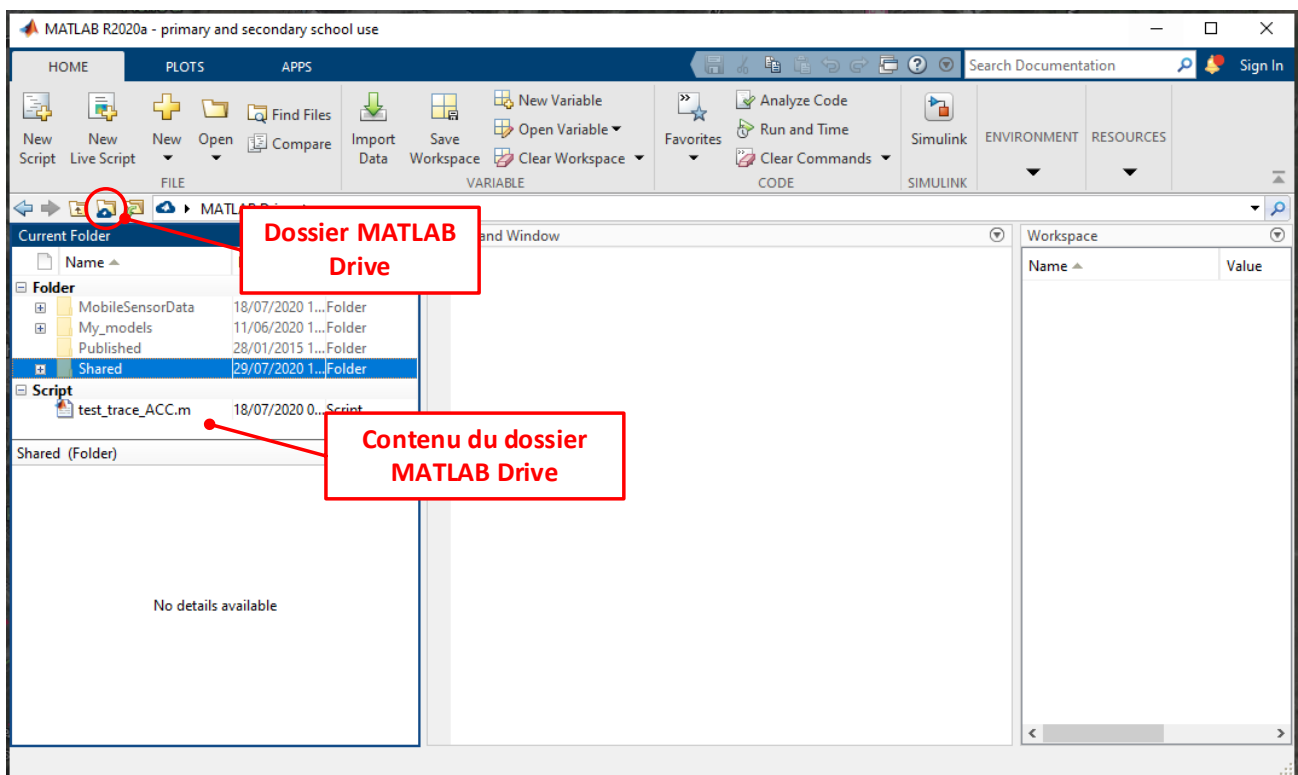 MATLAB R2020a - primary and secondary school use
HOME PLOTS APPS Search Documentation Sign In
New Script
New Live Script
New
Open
Find Files
Compare
Import Data
Save Workspace
New Variable
Open Variable
Clear Workspace
Favorites
Analyze Code
Run and Time
Clear Commands
Simulink
ENVIRONMENT
RESOURCES
FILE VARIABLE CODE SIMULINK
Dossier MATLAB
Drive
Current Folder
Window
Workspace
Name
Name Value
Folder
MobileSensorData 18/07/2020 1... Folder
My_models 11/06/2020 1... Folder
Published 28/01/2015 1... Folder
Shared 29/07/2020 1... Folder
Script
test_trace_ACC.m 18/07/2020 0... Script
Contenu du dossier
MATLAB Drive
Shared (Folder)
No details available